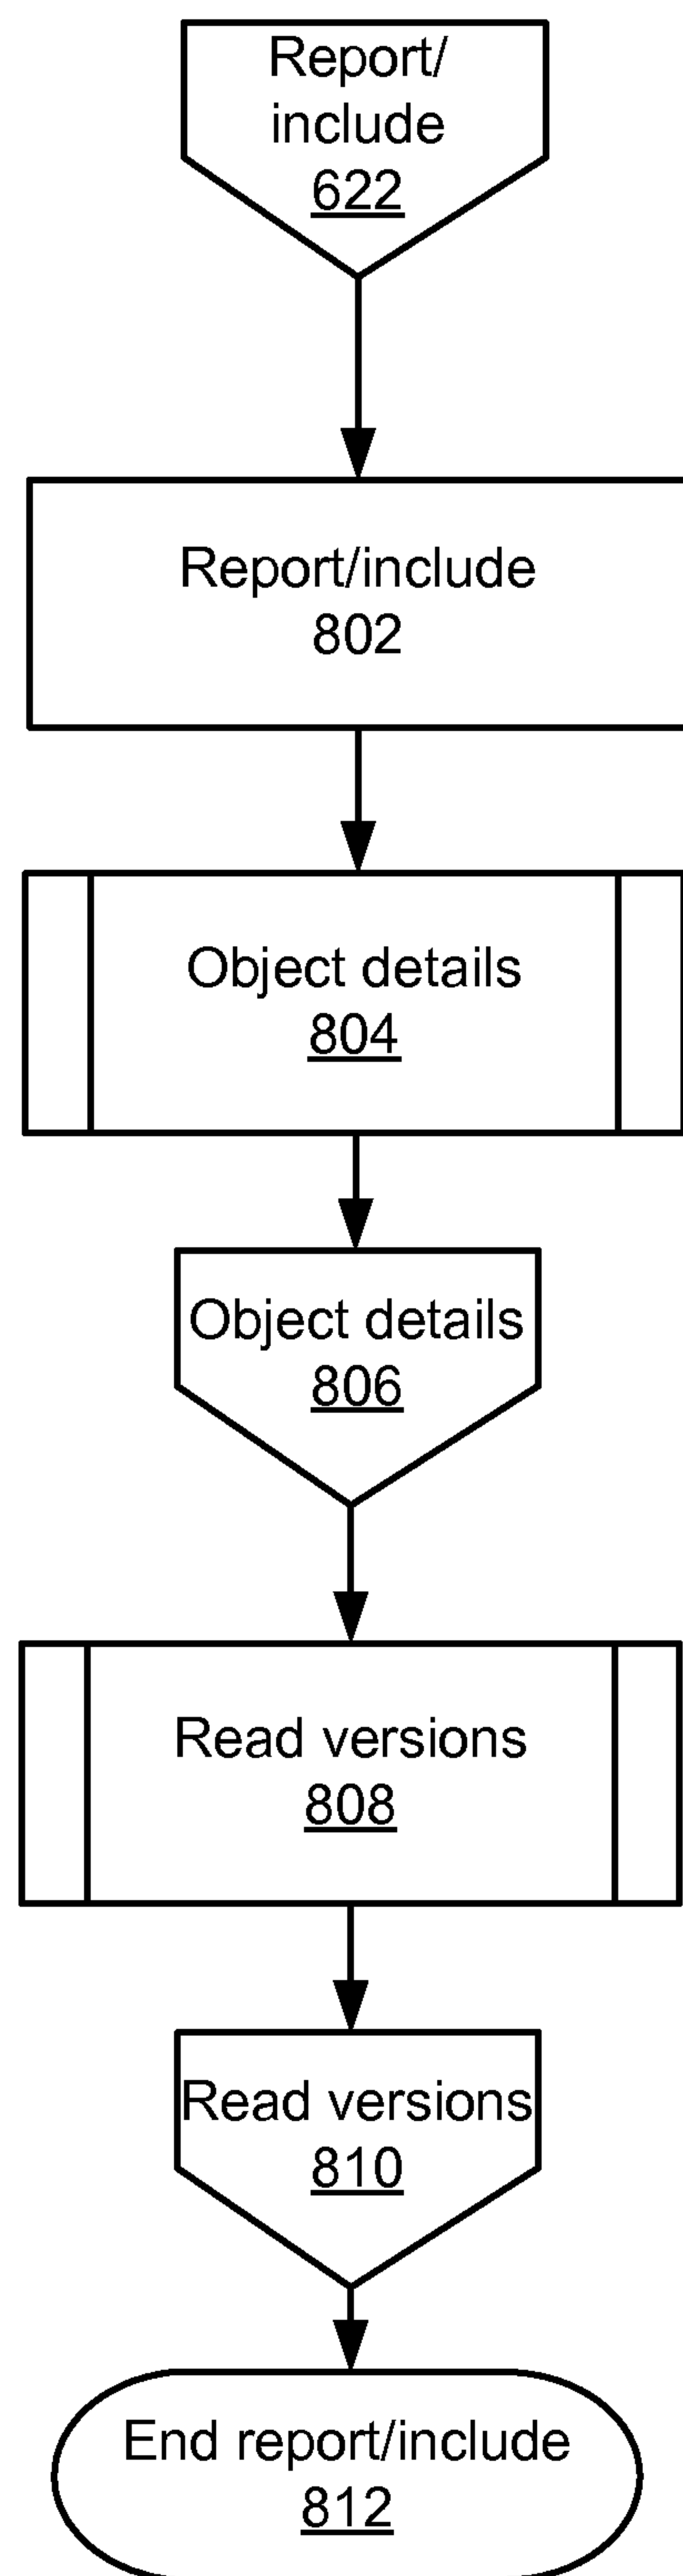 Report/
include
622
Report/include
802
Object details
804
Object details
806
Read versions
808
Read versions
810
End report/include
812